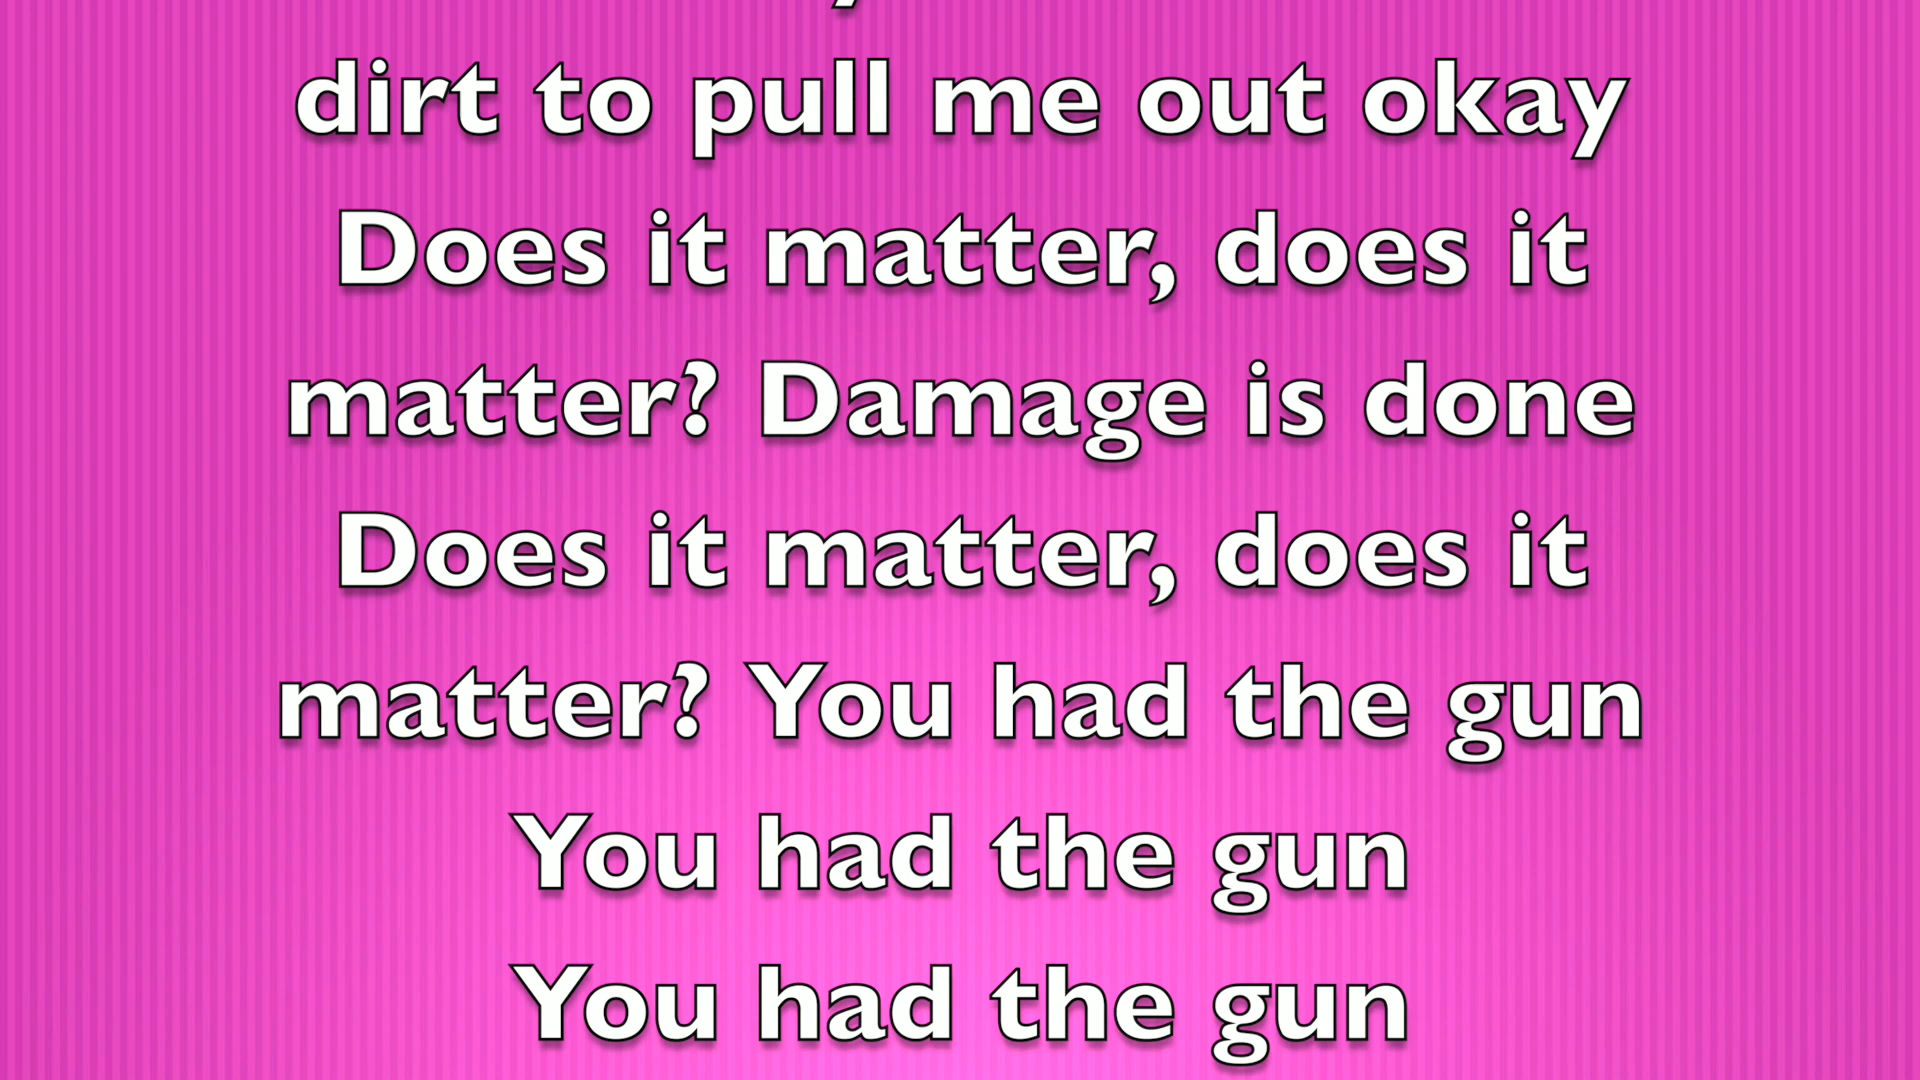 dirt to pull me out okay
Does it matter, does it
matter? Damage is done
Does it matter, does it
matter? You had the gun
You had the gun
You had the gun